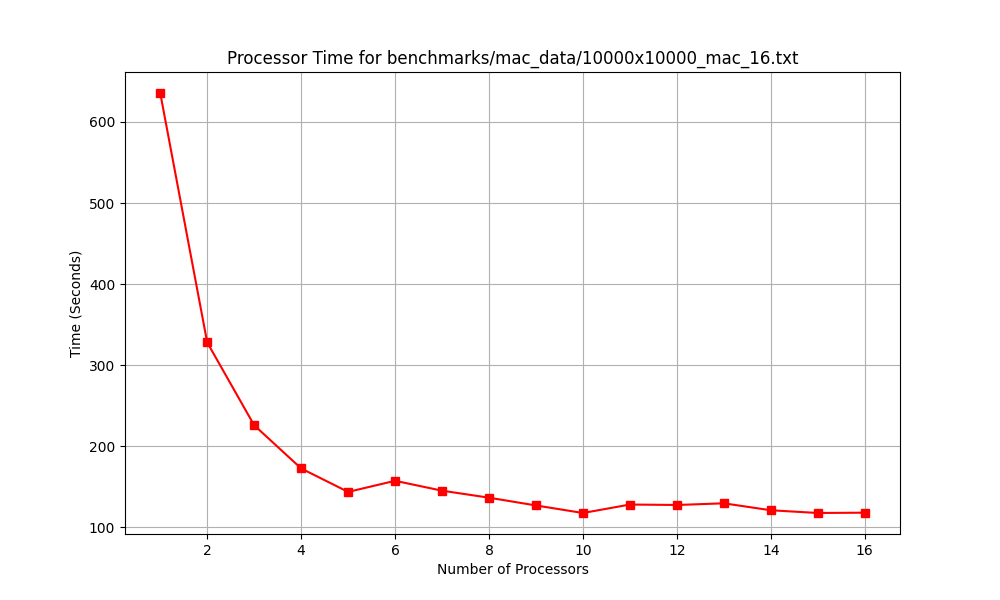 Processor Time for benchmarks/mac_data/10000x10000_mac_16.txt
600
500
400
300
200
100
Time (Seconds)
2 4 6 8 10 12 14 16
Number of Processors